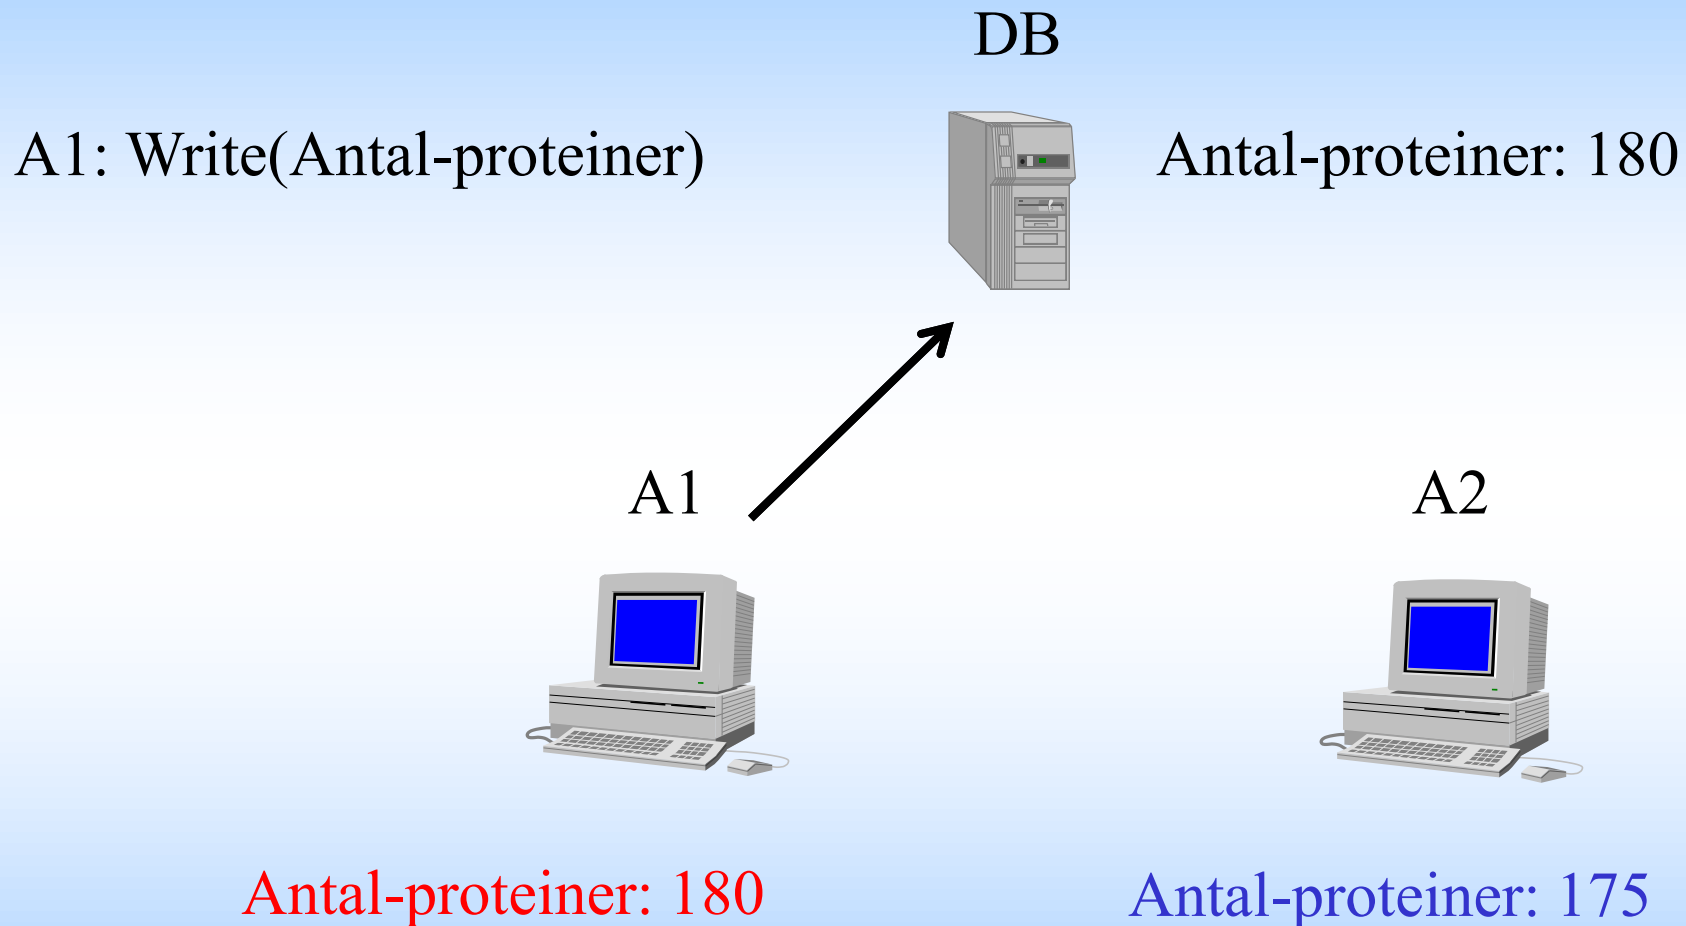 DB
A1: Write(Antal-proteiner)
Antal-proteiner: 180
A1
A2
Antal-proteiner: 180
Antal-proteiner: 175